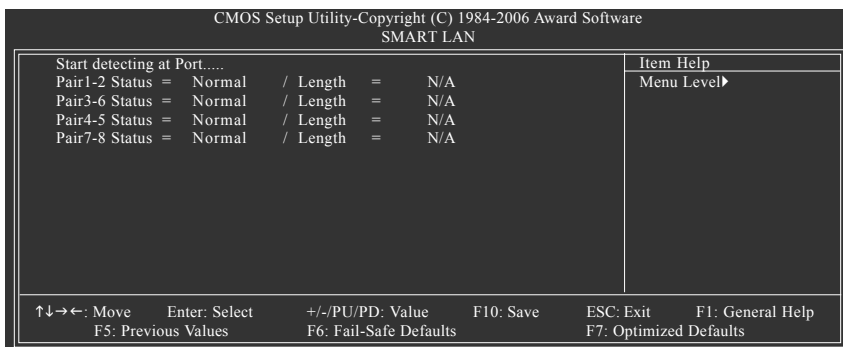 CMOS Setup Utility-Copyright (C) 1984-2006 Award Software
SMART LAN
Start detecting at Port.....
Pair1-2 Status = Normal / Length = N/A
Pair3-6 Status = Normal / Length = N/A
Pair4-5 Status = Normal / Length = N/A
Pair7-8 Status = Normal / Length = N/A
Item Help
Menu Level▶
↑↓→←: Move Enter: Select +/-/PU/PD: Value F10: Save ESC: Exit F1: General Help
F5: Previous Values F6: Fail-Safe Defaults F7: Optimized Defaults